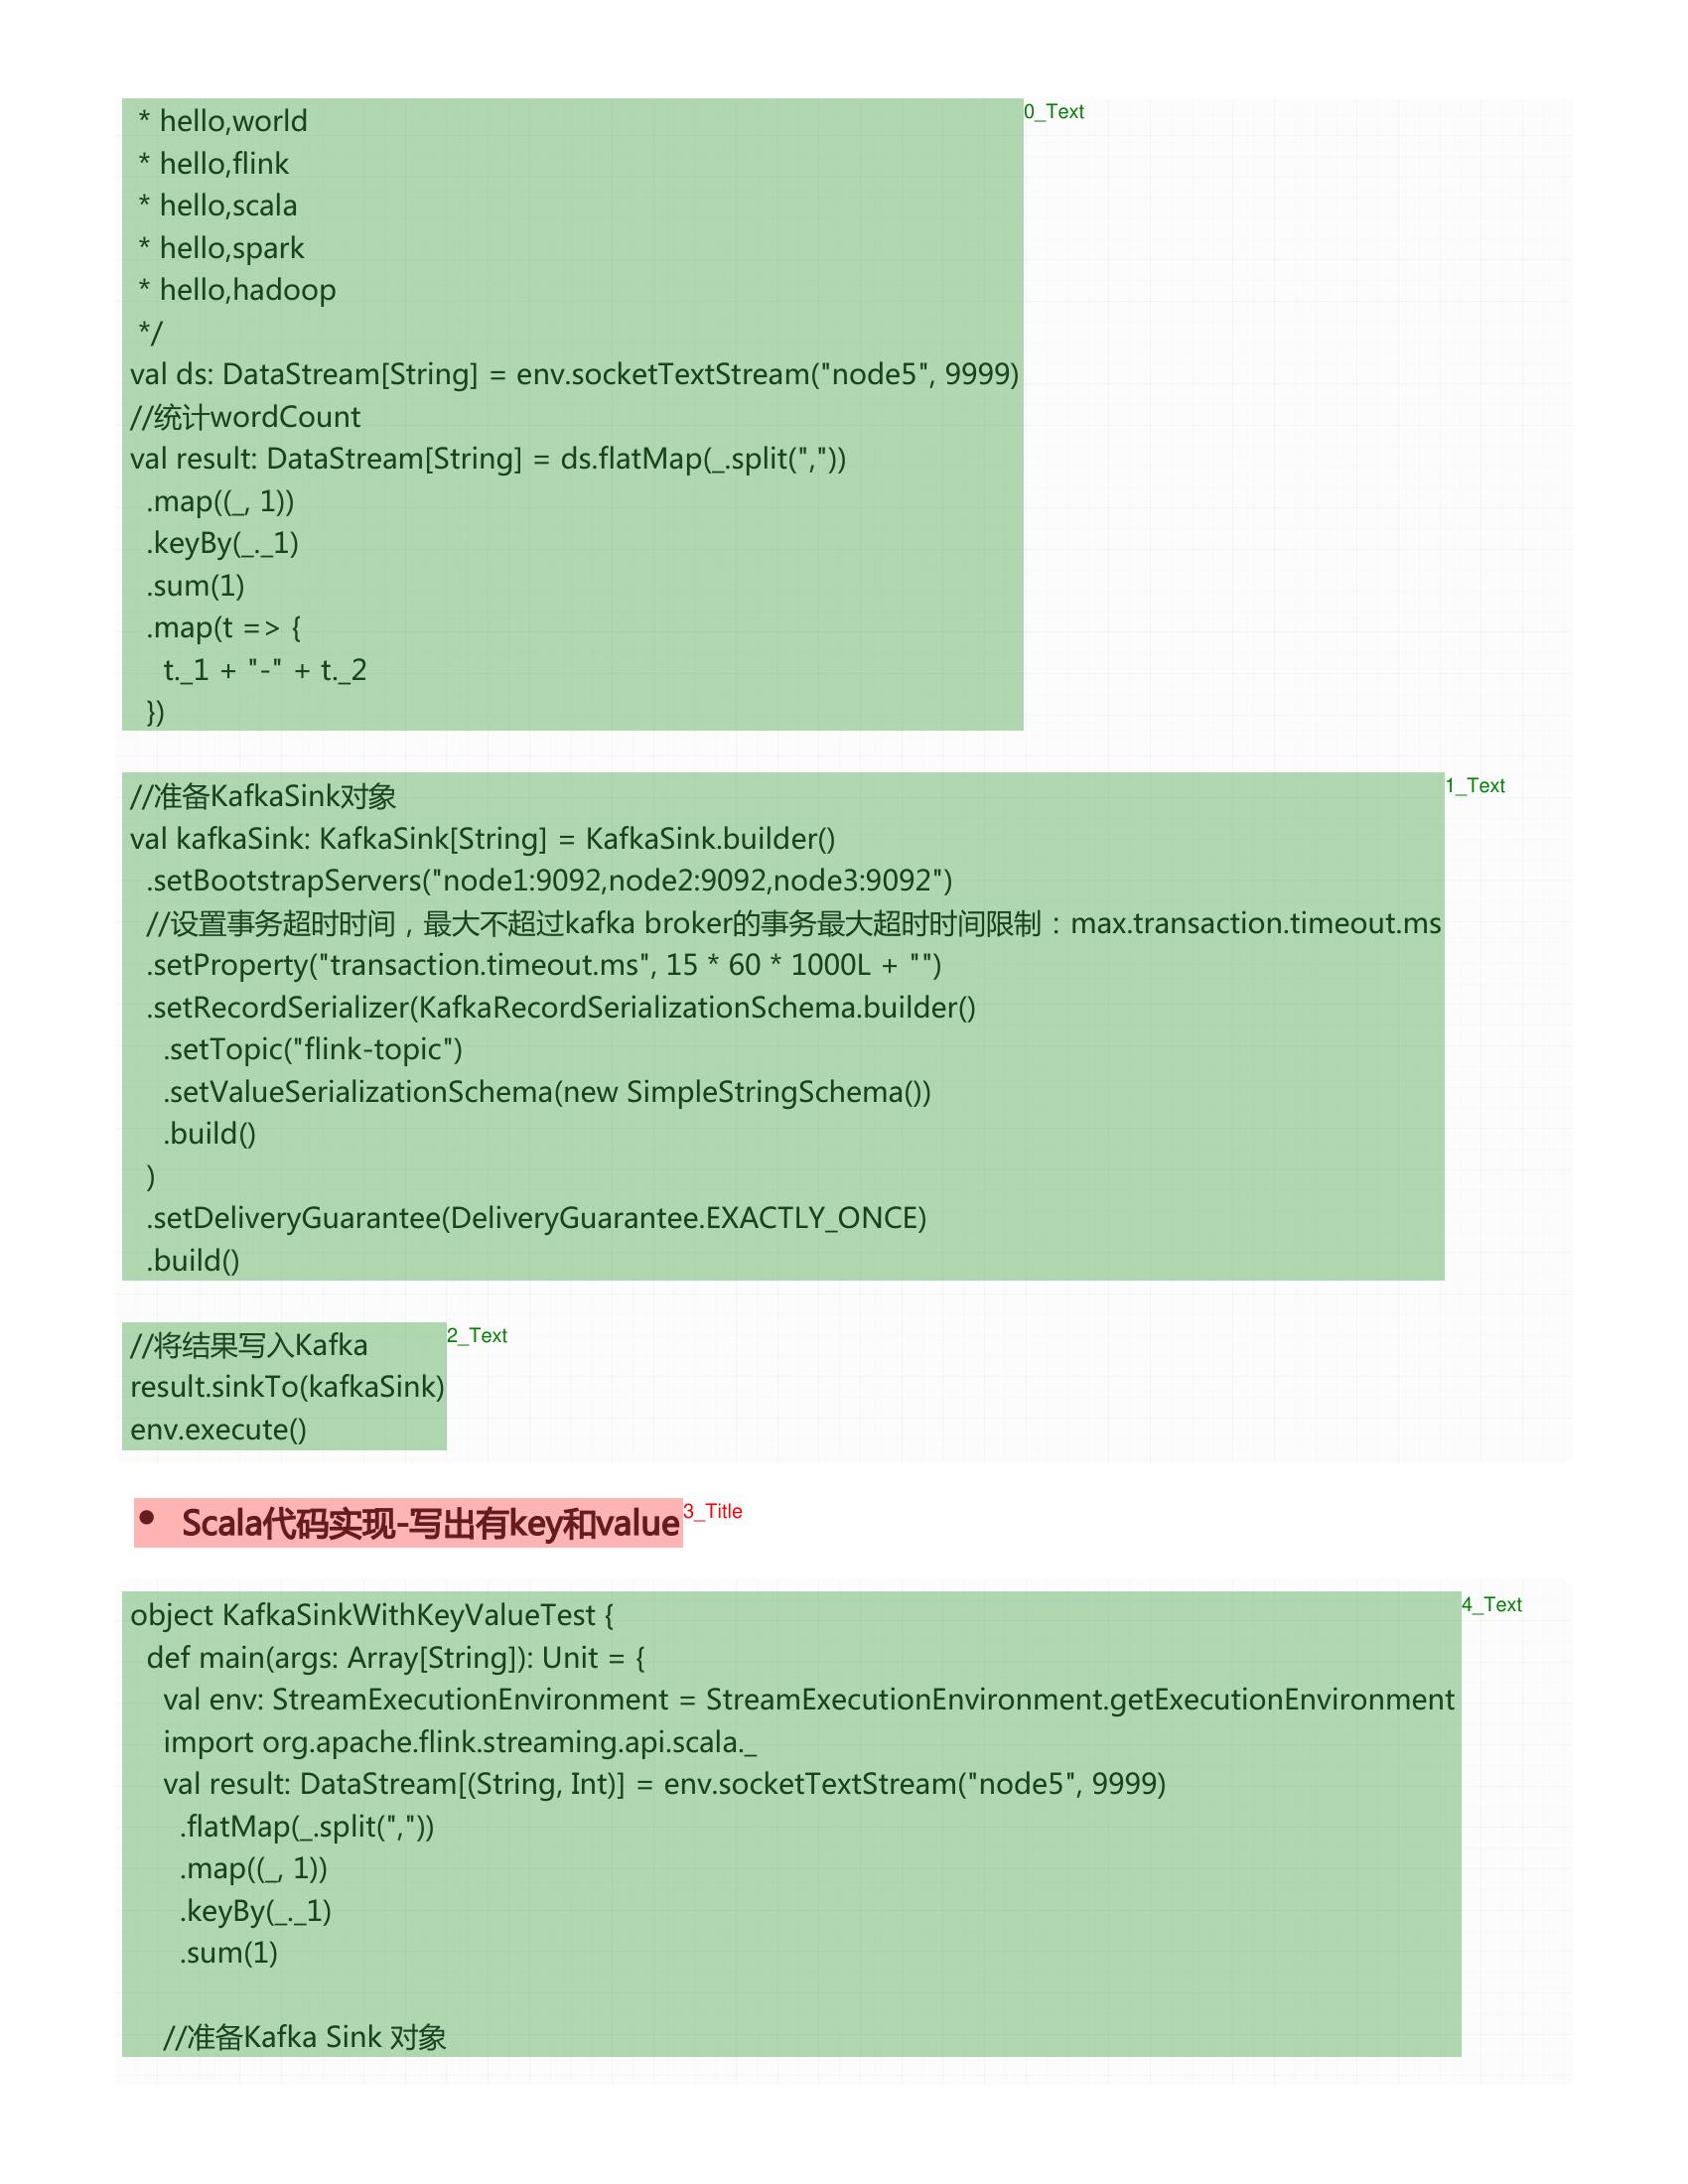 * hello,world
* hello,flink
* hello,scala
* hello,spark
* hello,hadoop
*/
val ds: DataStream[String] = env.socketTextStream("node5", 9999)
//统计wordCount
val result: DataStream[String] = ds.flatMap(_.split(","))
.map((_, 1))
.keyBy(_._1)
.sum(1)
.map(t => {
t._1 + "-" + t._2
})
0_Text
//准备KafkaSink对象
val kafkaSink: KafkaSink[String] = KafkaSink.builder()
.setBootstrapServers("node1:9092,node2:9092,node3:9092")
//设置事务超时时间，最大不超过kafka broker的事务最大超时时间限制：max.transaction.timeout.ms
.setProperty("transaction.timeout.ms", 15 * 60 * 1000L + "")
.setRecordSerializer(KafkaRecordSerializationSchema.builder()
.setTopic("flink-topic")
.setValueSerializationSchema(new SimpleStringSchema())
.build()
)
.setDeliveryGuarantee(DeliveryGuarantee.EXACTLY_ONCE)
.build()
1_Text
//将结果写入Kafka
result.sinkTo(kafkaSink)
env.execute()
2_Text
• Scala代码实现-写出有key和value
3_Title
object KafkaSinkWithKeyValueTest {
def main(args: Array[String]): Unit = {
val env: StreamExecutionEnvironment = StreamExecutionEnvironment.getExecutionEnvironment
import org.apache.flink.streaming.api.scala._
val result: DataStream[(String, Int)] = env.socketTextStream("node5", 9999)
.flatMap(_.split(","))
.map((_, 1))
.keyBy(_._1)
.sum(1)
//准备Kafka Sink 对象
4_Text